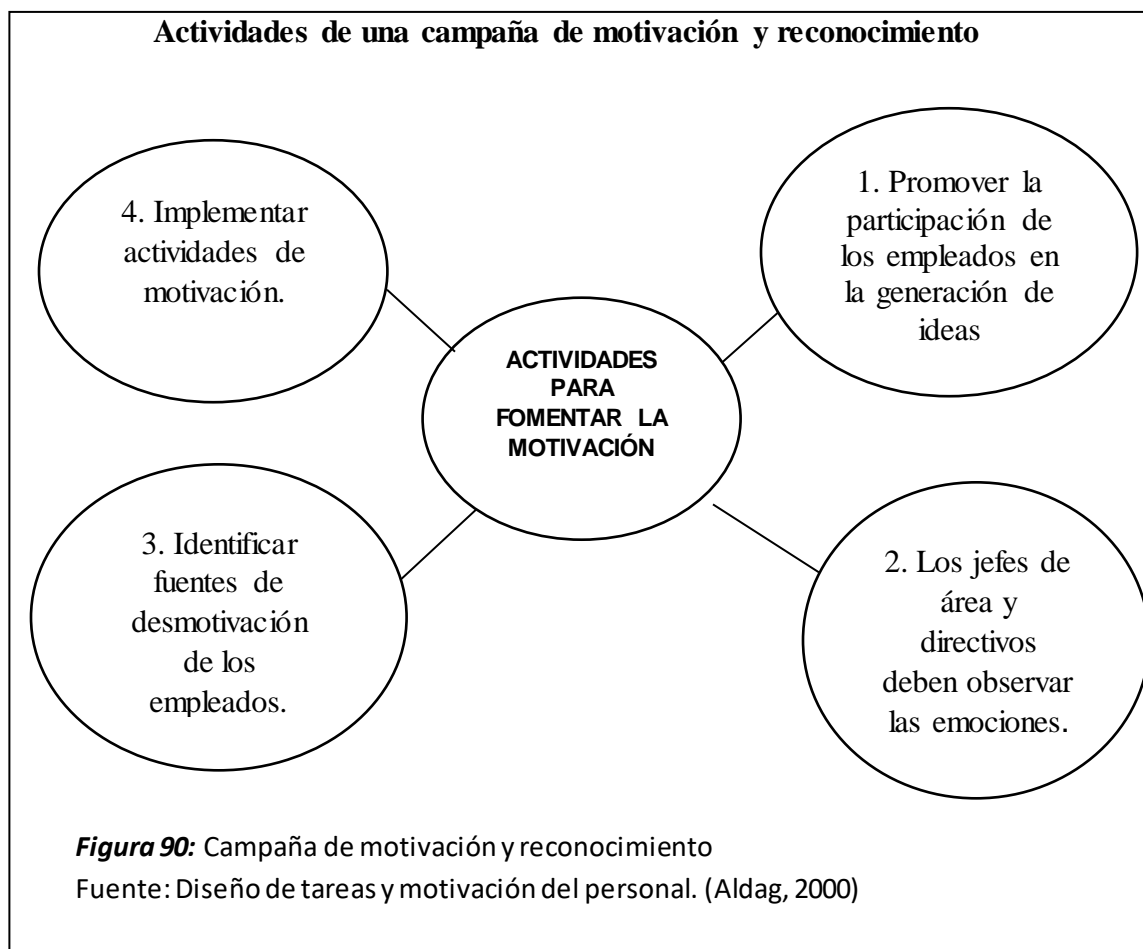 Actividades de una campaña de motivación y reconocimiento
4. Implementar
actividades de
motivación.
1. Promover la
participación de
los empleados en
la generación de
ideas
ACTIVIDADES
PARA
FOMENTAR LA
MOTIVACIÓN
3. Identificar
fuentes de
desmotivación
de los
empleados.
2. Los jefes de
área y
directivos
deben observar
las emociones.
Figura 90: Campaña de motivación y reconocimiento
Fuente: Diseño de tareas y motivación del personal. (Aldag, 2000)